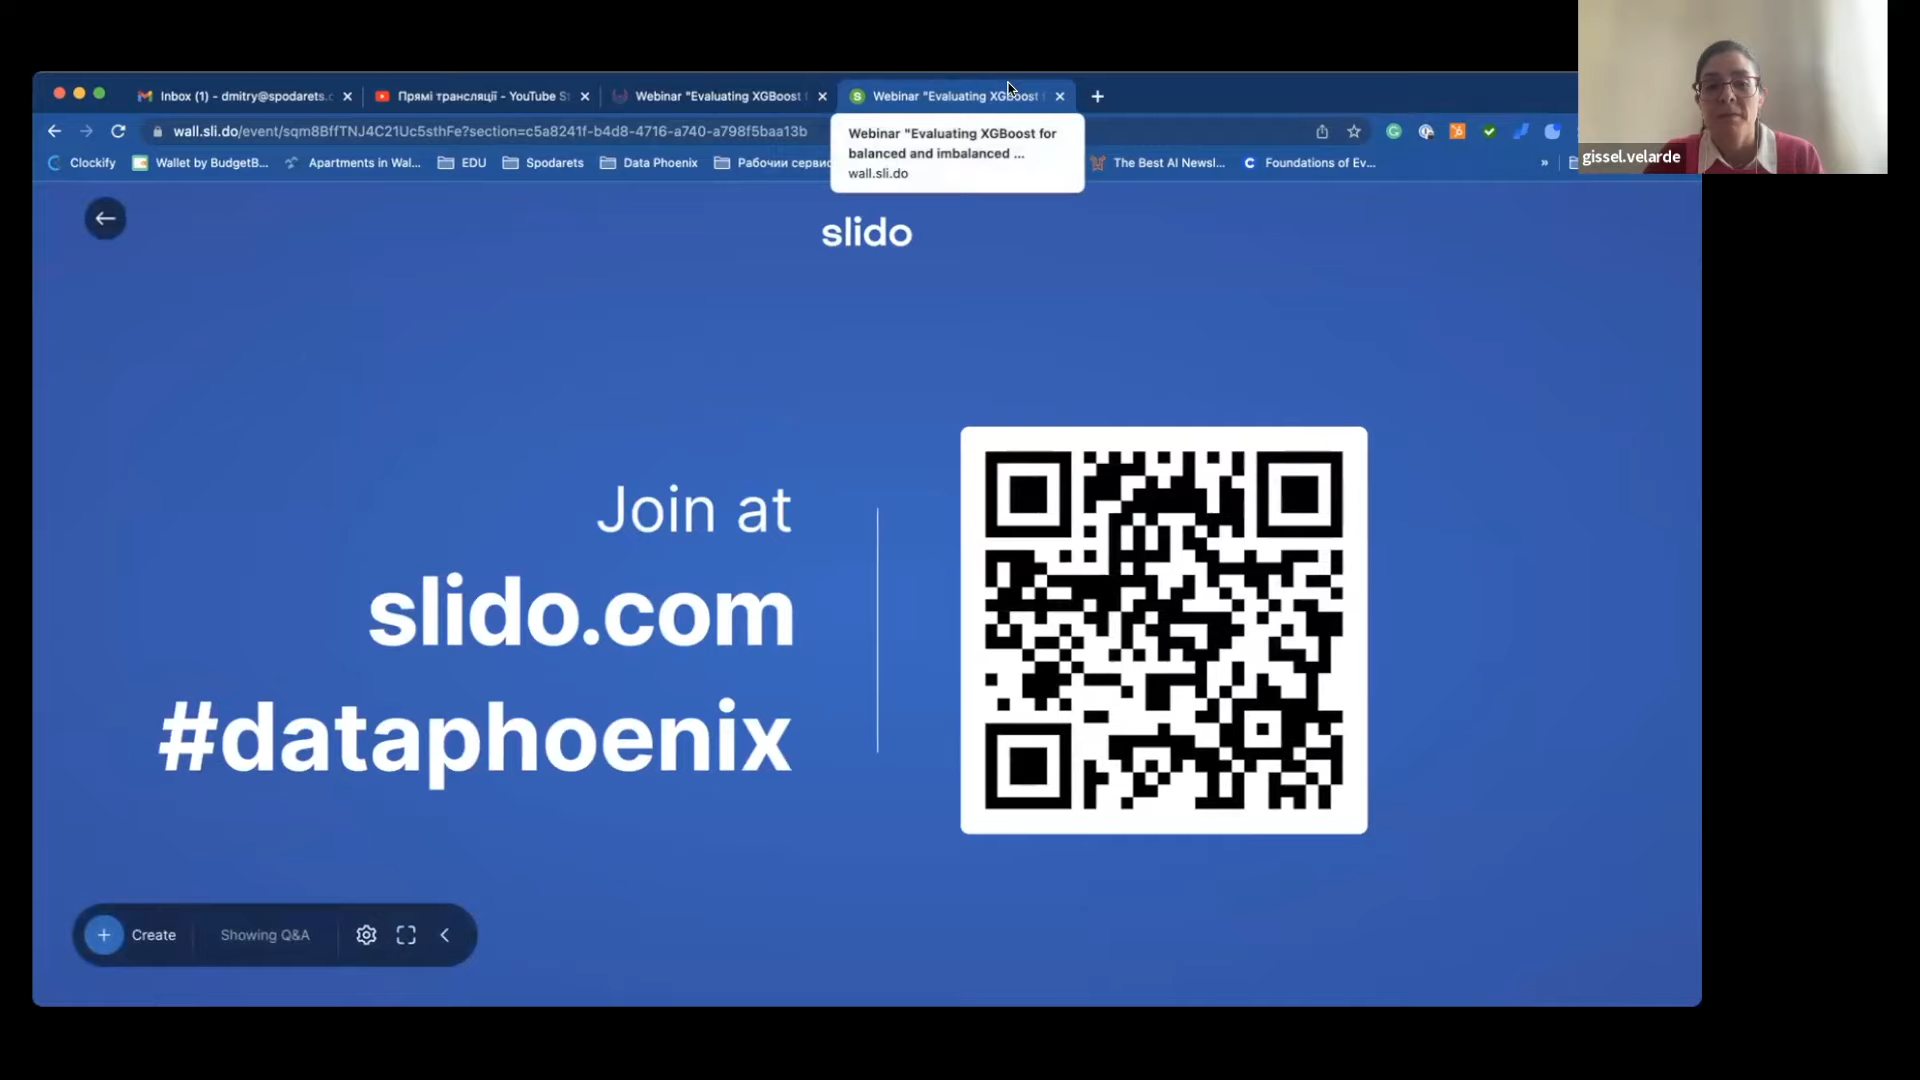 Inbox (1) - dmitry@spodarets.c
Прямі трансляції - YouTube S
Webinar "Evaluating XGBoost
Webinar "Evaluating XGBoost
wall.sli.do/event/sqm8BffTNJ4C21Uc5sthFe?section=c5a8241f-b4d8-4716-a740-a798f5baa13b
Webinar "Evaluating XGBoost for
balanced and imbalanced ...
wall.sli.do
Clockify
Wallet by BudgetB...
Apartments in Wal...
EDU
Spodarets
Data Phoenix
Рабочии сервис
The Best AI Newsl...
Foundations of Ev...
»
gissel.velarde
slido
Join at
slido.com
#dataphoenix
Create
Showing Q&A